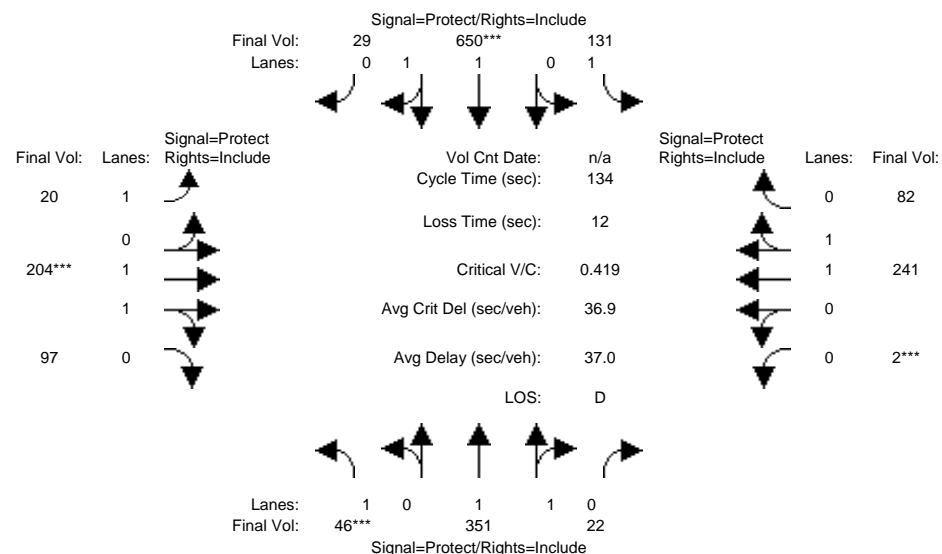 Signal=Protect/Rights=Include
Final Vol: 29 650*** 131
Lanes: 0 1 1 0 1
Signal=Protect Signal=Protect
Final Vol: Lanes: Rights=Include Vol Cnt Date: n/a Rights=Include Lanes: Final Vol:
Cycle Time (sec): 134
20 1 0 82
Loss Time (sec): 12
0 1
204*** 1 Critical V/C: 0.419 1 241
1 Avg Crit Del (sec/veh): 36.9 0
97 0 Avg Delay (sec/veh): 37.0 0 2***
LOS: D
Lanes: 1 0 1 1 0
Final Vol: 46*** 351 22
Signal=Protect/Rights=Include